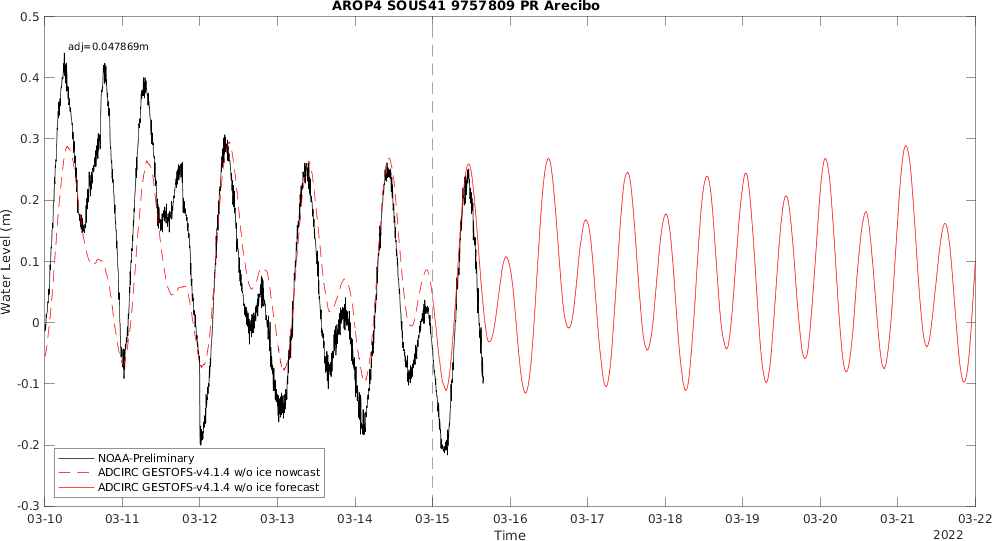 AROP4 SOUS41 9757809 PR Arecibo
adj=0.047869m
0.5
0.4
0.3
0.2
0.1
0
-0.1
-0.2
-0.3
Water Level (m)
NOAA-Preliminary
ADCIRC GESTOFS-v4.1.4 w/o ice nowcast
ADCIRC GESTOFS-v4.1.4 w/o ice forecast
03-10 03-11 03-12 03-13 03-14 03-15 03-16 03-17 03-18 03-19 03-20 03-21 03-22
Time
2022